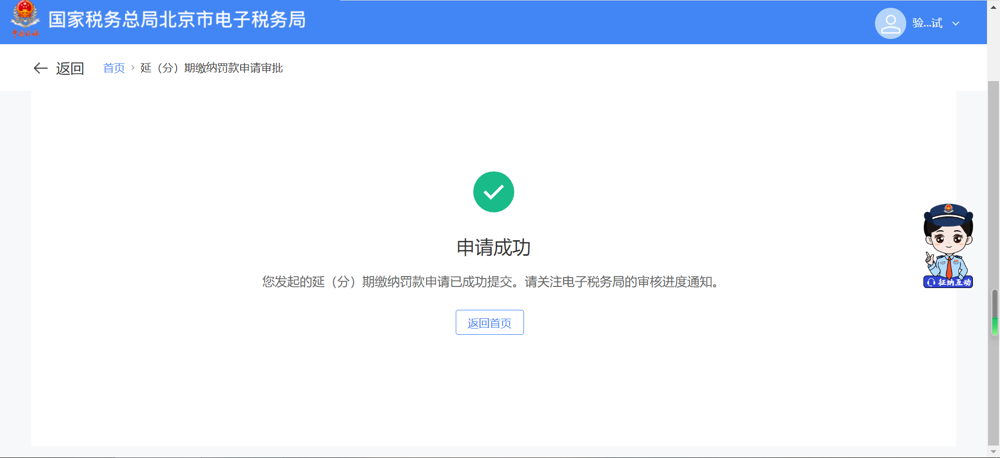 国家税务总局北京市电子税务局
验...试
返回 首页 > 延（分）期缴纳罚款申请审批
申请成功
您发起的延（分）期缴纳罚款申请已成功提交。请关注电子税务局的审核进度通知。
返回首页
征纳互动